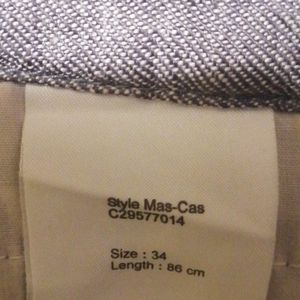 Style Mas-Cas
C29577014
Size : 34
Length : 86 cm